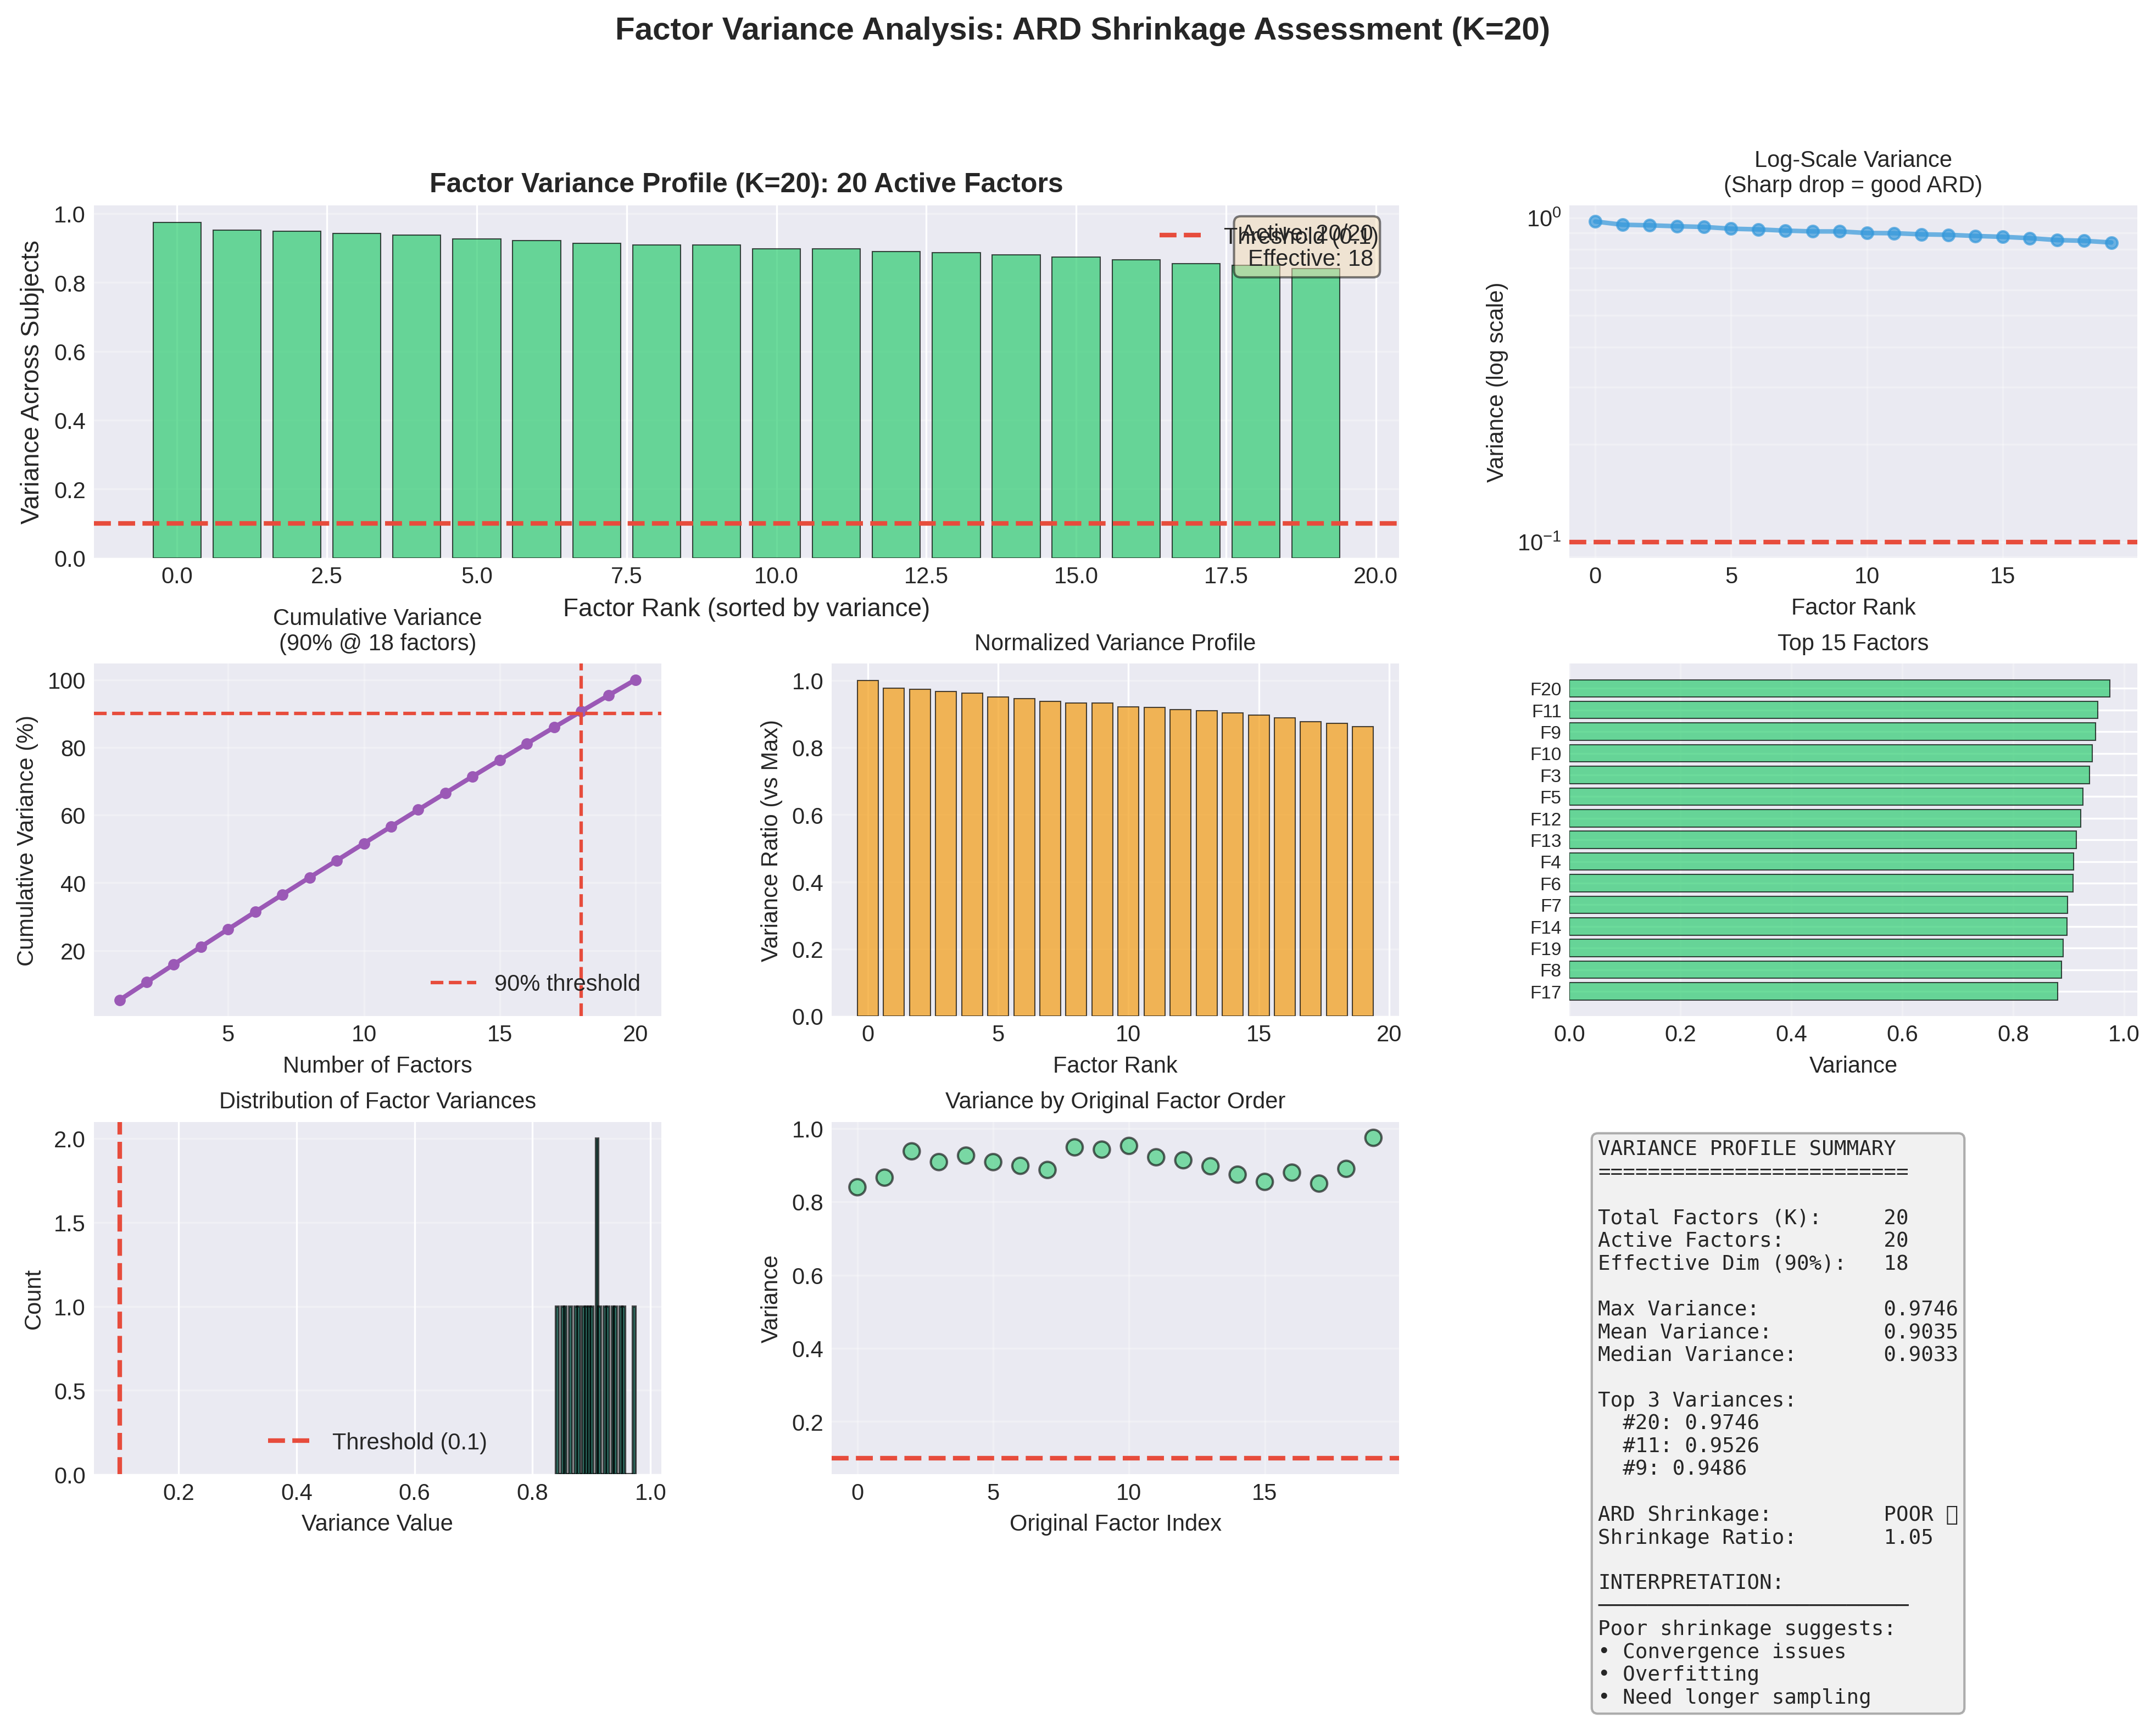 Factor Variance Analysis: ARD Shrinkage Assessment (K=20)
Factor Variance Profile (K=20): 20 Active Factors
Variance Across Subjects
1.0
0.8
0.6
0.4
0.2
0.0
Threshold (0.1)
Active: 20/20
Effective: 18
0.0 2.5 5.0 7.5 10.0 12.5 15.0 17.5 20.0
Factor Rank (sorted by variance)
Log-Scale Variance
(Sharp drop = good ARD)
Variance (log scale)
10⁰
10⁻¹
0 5 10 15
Factor Rank
Cumulative Variance
(90% @ 18 factors)
Cumulative Variance (%)
100
80
60
40
20
90% threshold
5 10 15 20
Number of Factors
Normalized Variance Profile
Variance Ratio (vs Max)
1.0
0.8
0.6
0.4
0.2
0.0
0 5 10 15 20
Factor Rank
Top 15 Factors
F20
F11
F9
F10
F3
F5
F12
F13
F4
F6
F7
F14
F19
F8
F17
0.0 0.2 0.4 0.6 0.8 1.0
Variance
Distribution of Factor Variances
Count
2.0
1.5
1.0
0.5
0.0
Threshold (0.1)
0.2 0.4 0.6 0.8 1.0
Variance Value
Variance by Original Factor Order
Variance
1.0
0.8
0.6
0.4
0.2
0 5 10 15
Original Factor Index
VARIANCE PROFILE SUMMARY
=========================
Total Factors (K): 20
Active Factors: 20
Effective Dim (90%): 18
Max Variance: 0.9746
Mean Variance: 0.9035
Median Variance: 0.9033
Top 3 Variances:
#20: 0.9746
#11: 0.9526
#9: 0.9486
ARD Shrinkage: POOR
Shrinkage Ratio: 1.05
INTERPRETATION:
Poor shrinkage suggests:
• Convergence issues
• Overfitting
• Need longer sampling